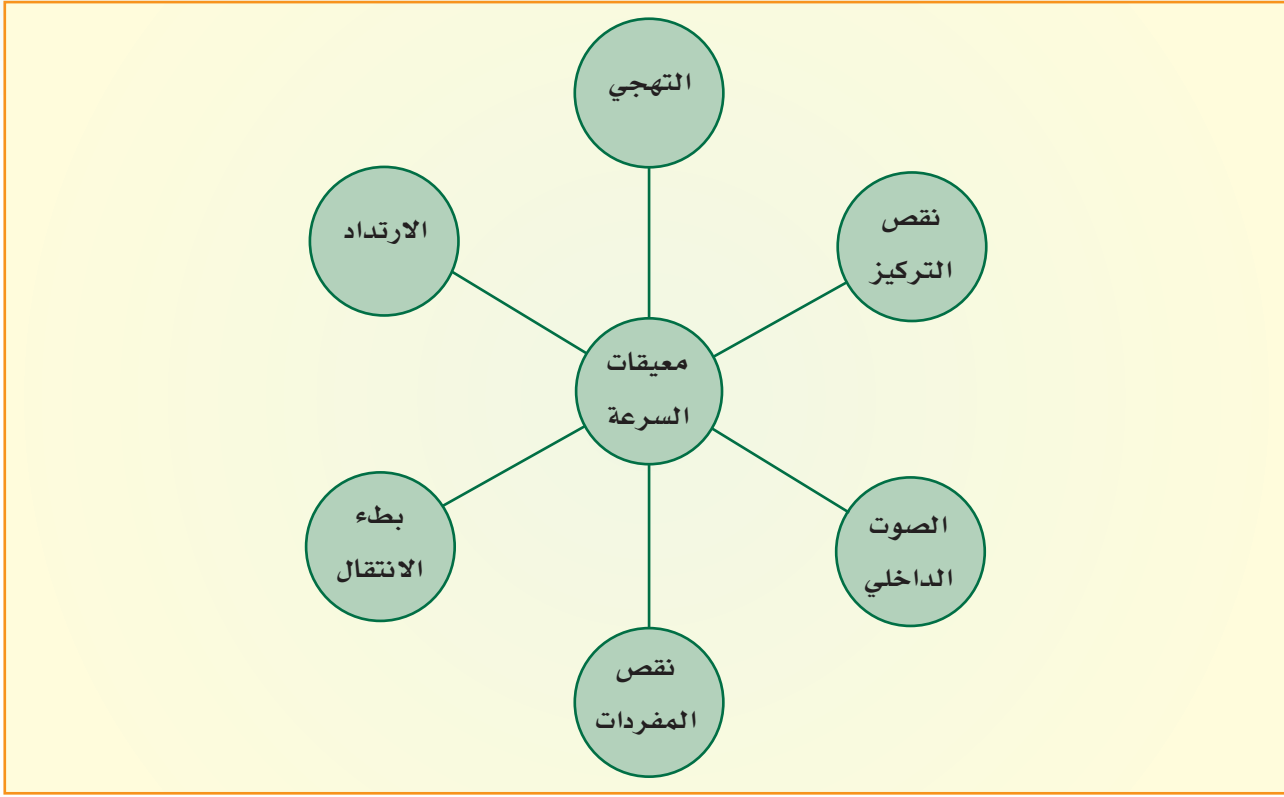 التهجي
نقص
التركيز
الارتداد
معيقات
السرعة
الصوت
الداخلي
بطء
الانتقال
نقص
المفردات